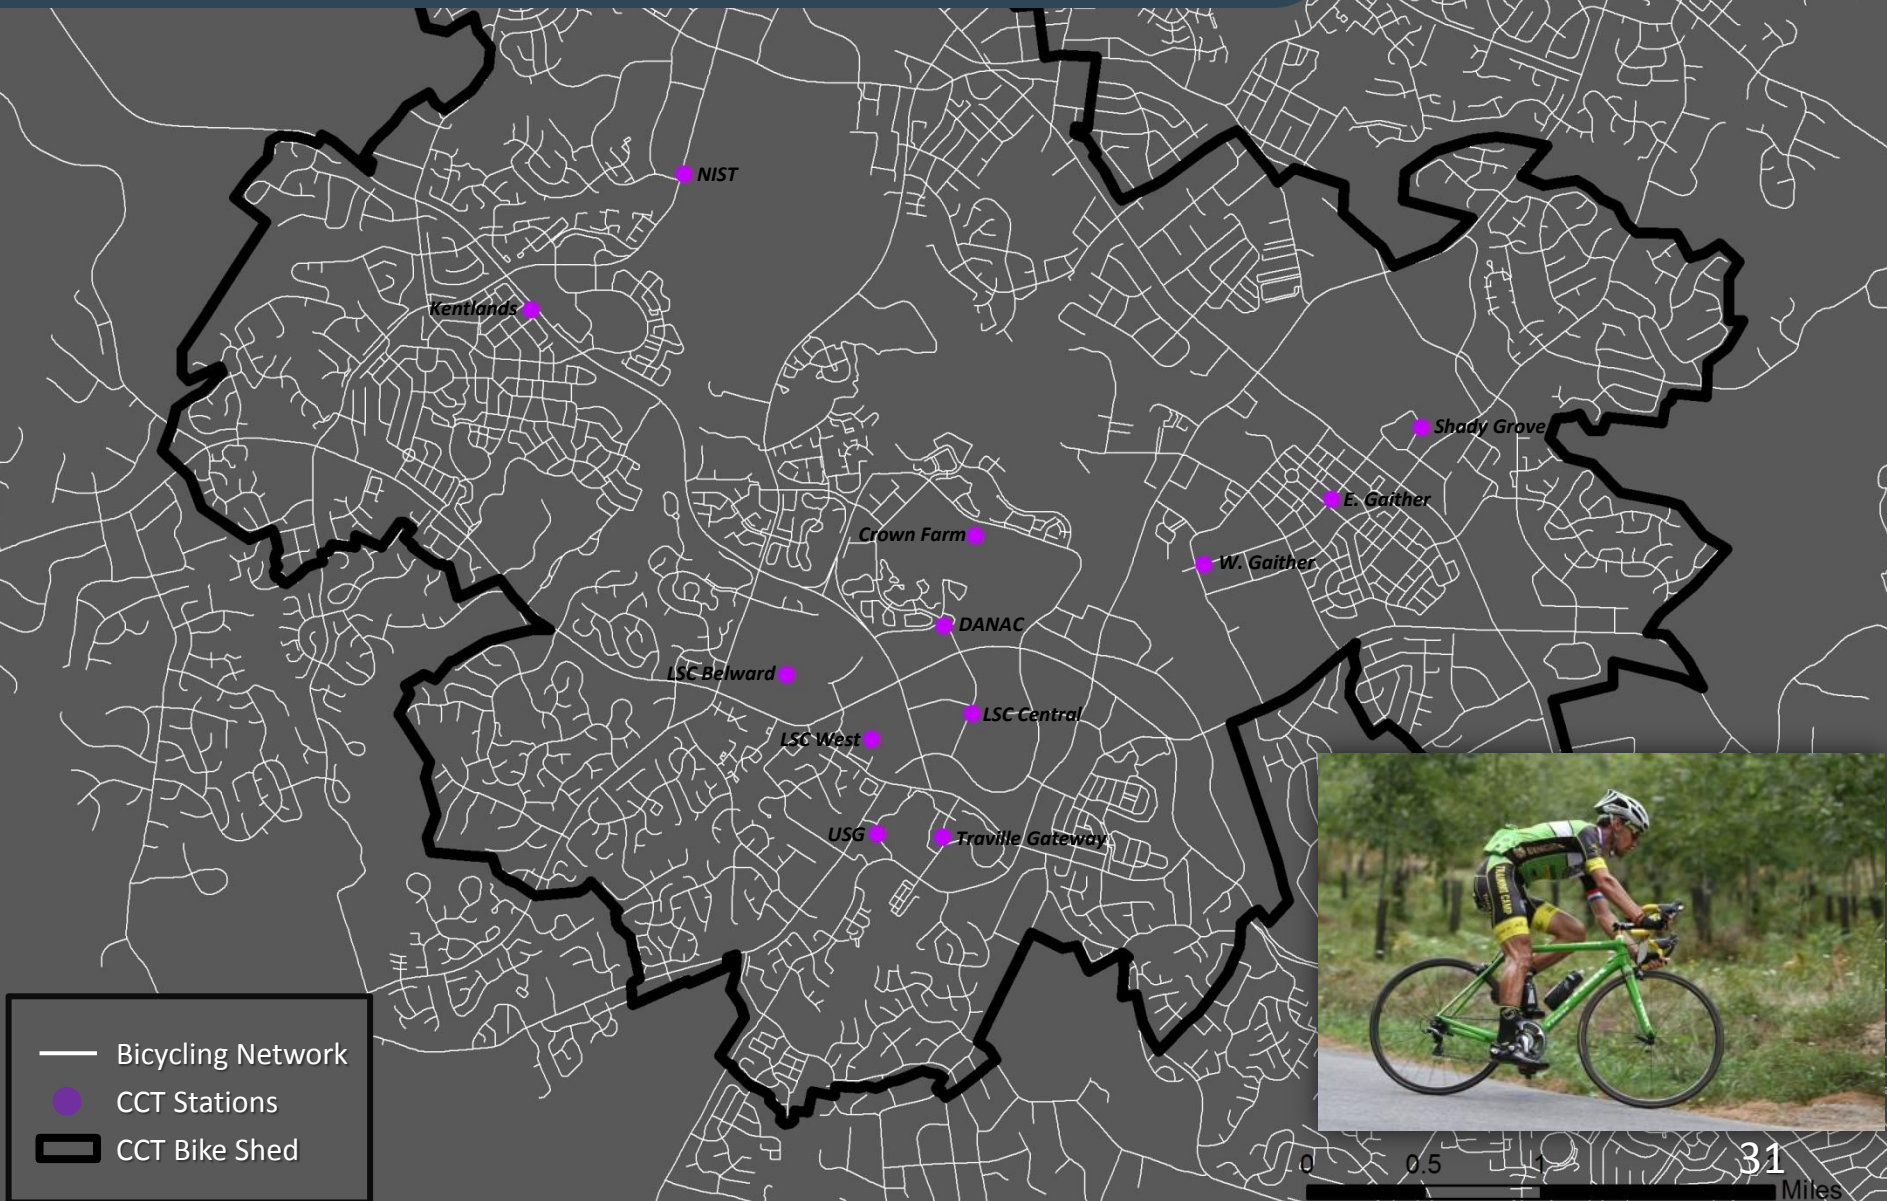 NIST
Kentlands
Shady Grove
E. Gaither
Crown Farm
W. Gaither
DANAC
LSC Belward
LSC Central
LSC West
USG
Traville Gateway
Bicycling Network
CCT Stations
CCT Bike Shed
0 0.5 1
31
Miles